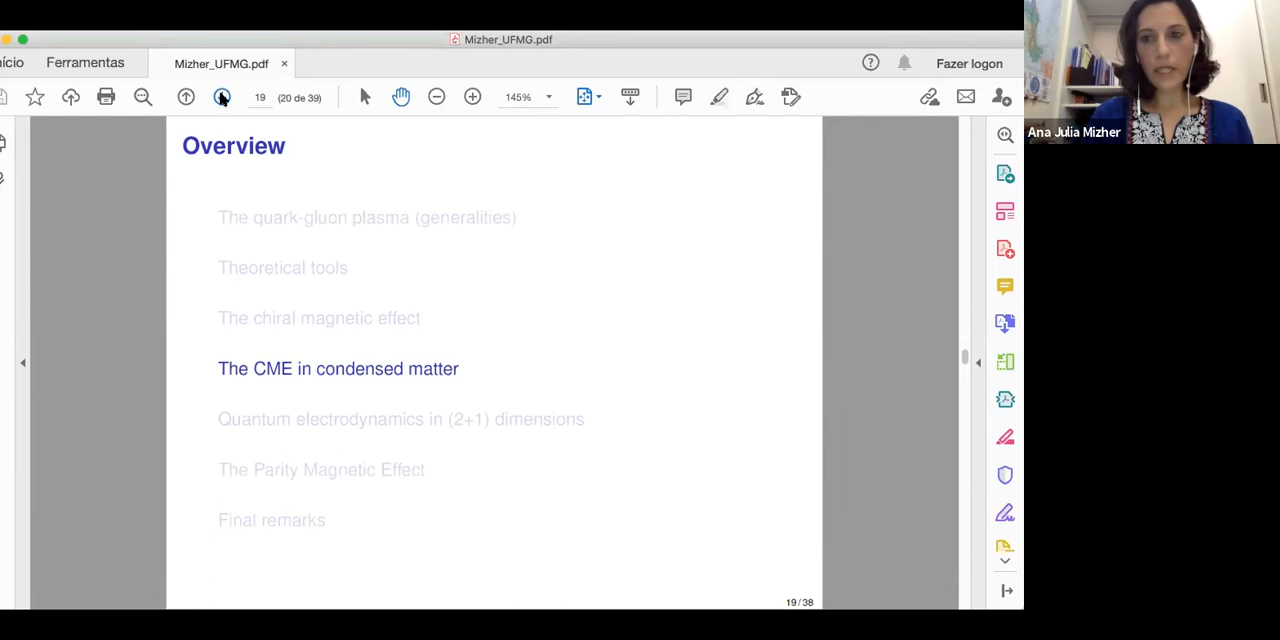 Mizher_UFMG.pdf
nício
Ferramentas
Mizher_UFMG.pdf
Fazer logon
19
(20 de 39)
145%
Overview
The quark-gluon plasma (generalities)
Theoretical tools
The chiral magnetic effect
The CME in condensed matter
Quantum electrodynamics in (2+1) dimensions
The Parity Magnetic Effect
Final remarks
19/38
Ana Julia Mizher